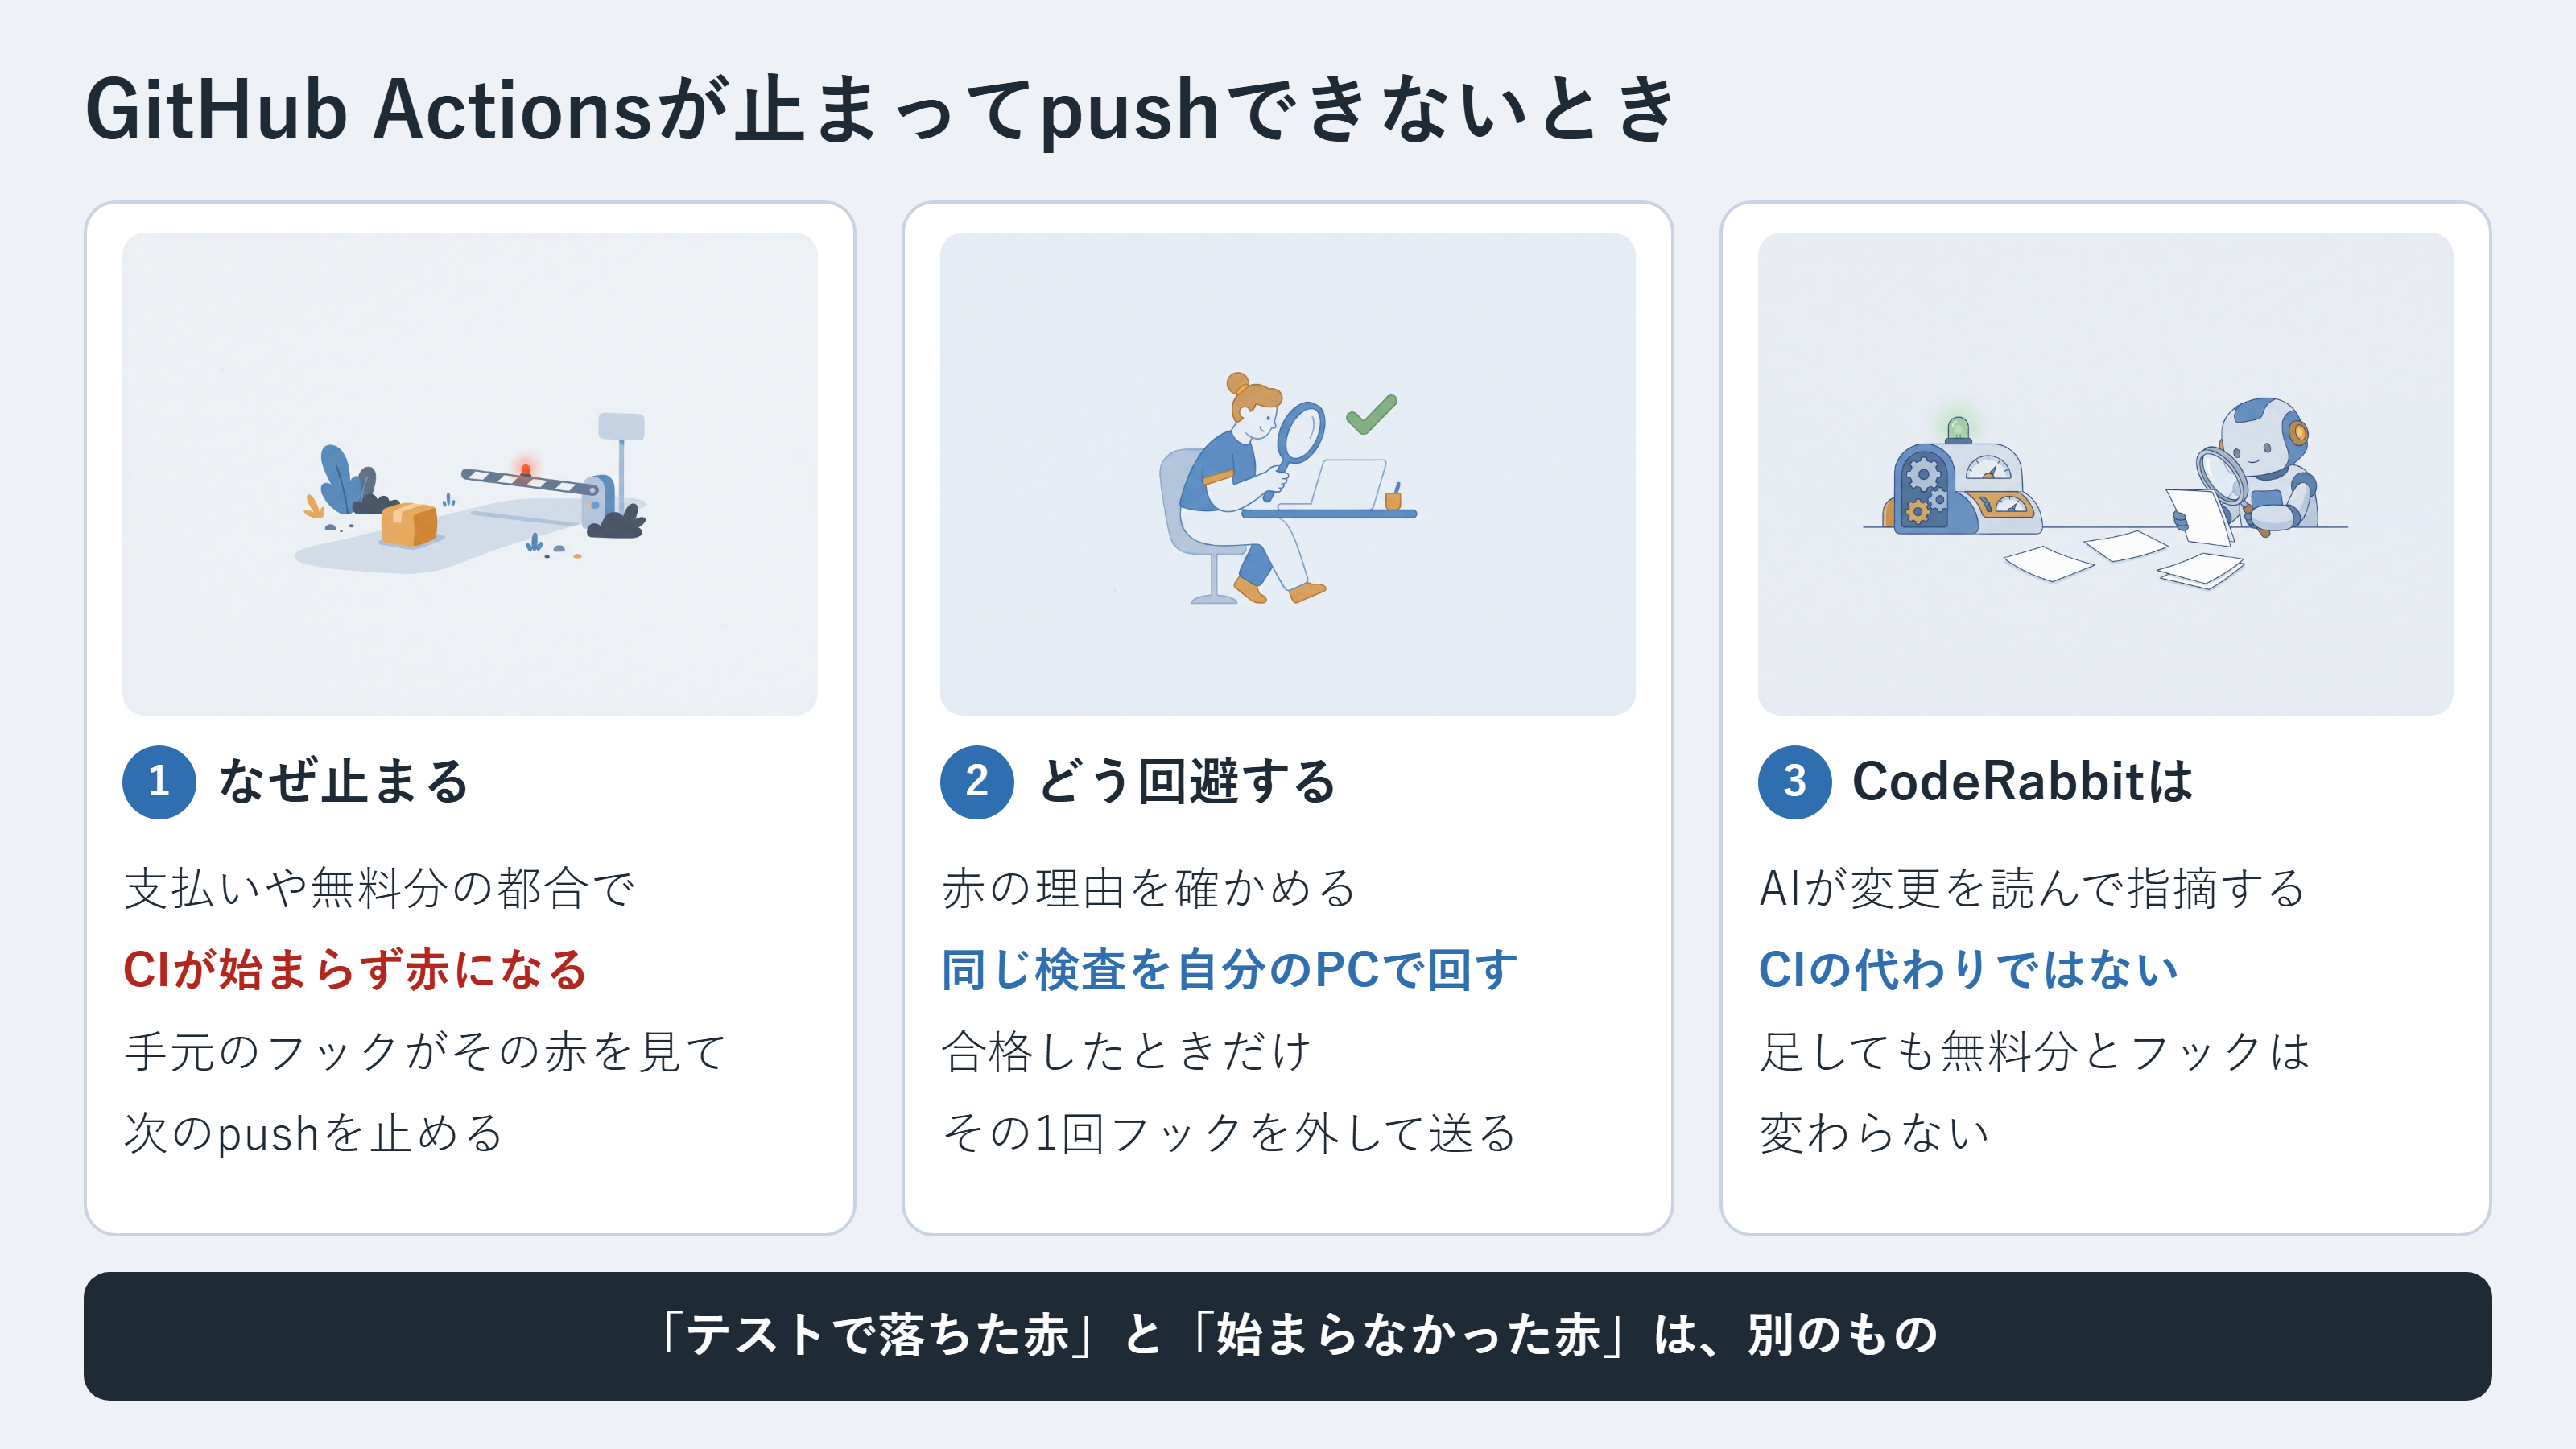 GitHub Actionsが止まってpushできないとき
1 なぜ止まる
支払いや無料分の都合で
CIが始まらず赤になる
手元のフックがその赤を見て
次のpushを止める
2 どう回避する
赤の理由を確かめる
同じ検査を自分のPCで回す
合格したときだけ
その1回フックを外して送る
3 CodeRabbitは
AIが変更を読んで指摘する
CIの代わりではない
足しても無料分とフックは
変わらない
「テストで落ちた赤」と「始まらなかった赤」は、別のもの